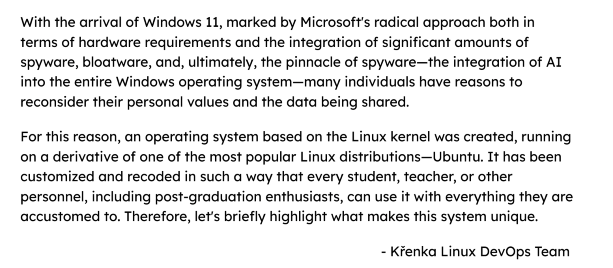 With the arrival of Windows 11, marked by Microsoft's radical approach both in
terms of hardware requirements and the integration of significant amounts of
spyware, bloatware, and, ultimately, the pinnacle of spyware—the integration of AI
into the entire Windows operating system—many individuals have reasons to
reconsider their personal values and the data being shared.
For this reason, an operating system based on the Linux kernel was created, running
on a derivative of one of the most popular Linux distributions—Ubuntu. It has been
customized and recoded in such a way that every student, teacher, or other
personnel, including post-graduation enthusiasts, can use it with everything they are
accustomed to. Therefore, let's briefly highlight what makes this system unique.
- Křenka Linux DevOps Team